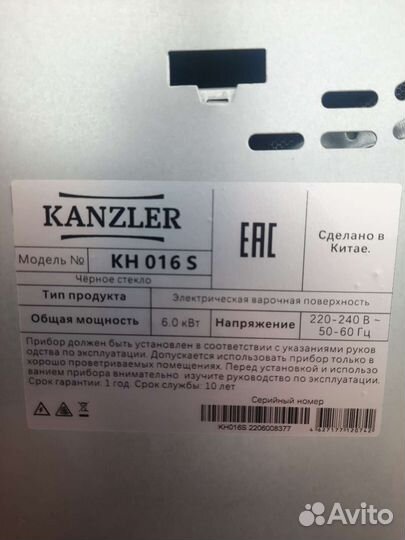 KANZLER
EAC
Сделано в
Китае.
Модель № KH 016 S
Чёрное стекло
Тип продукта Электрическая варочная поверхность
Общая мощность 6.0 кВт Напряжение 220-240 В ~
50-60 Гц
Прибор должен быть установлен в соответствии с указаниями руков
одства по эксплуатации. Допускается использовать прибор только в
хорошо проветриваемых помещениях. Перед установкой и использо
ванием прибора внимательно изучите руководство по эксплуатации.
Срок гарантии: 1 год. Срок службы: 10 лет
Серийный номер
KH016S 2206008377
4627177120742
Avito